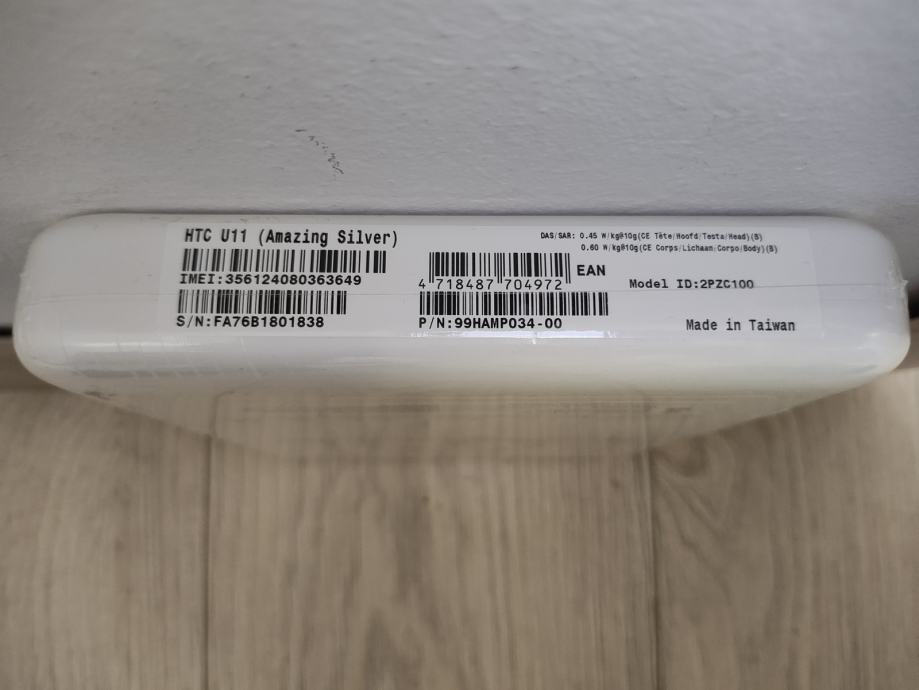 HTC U11 (Amazing Silver)
IMEI:356124080363649
S/N:FA76B1801838
4 718487 704972
EAN
P/N:99HAMP034-00
DAS/SAR: 0.45 W/kg@10g(CE Tête/Hoofd/Testa/Head)(B)
0.60 W/kg@10g(CE Corps/Lichaam/Corpo/Body)(B)
Model ID:2PZC100
Made in Taiwan